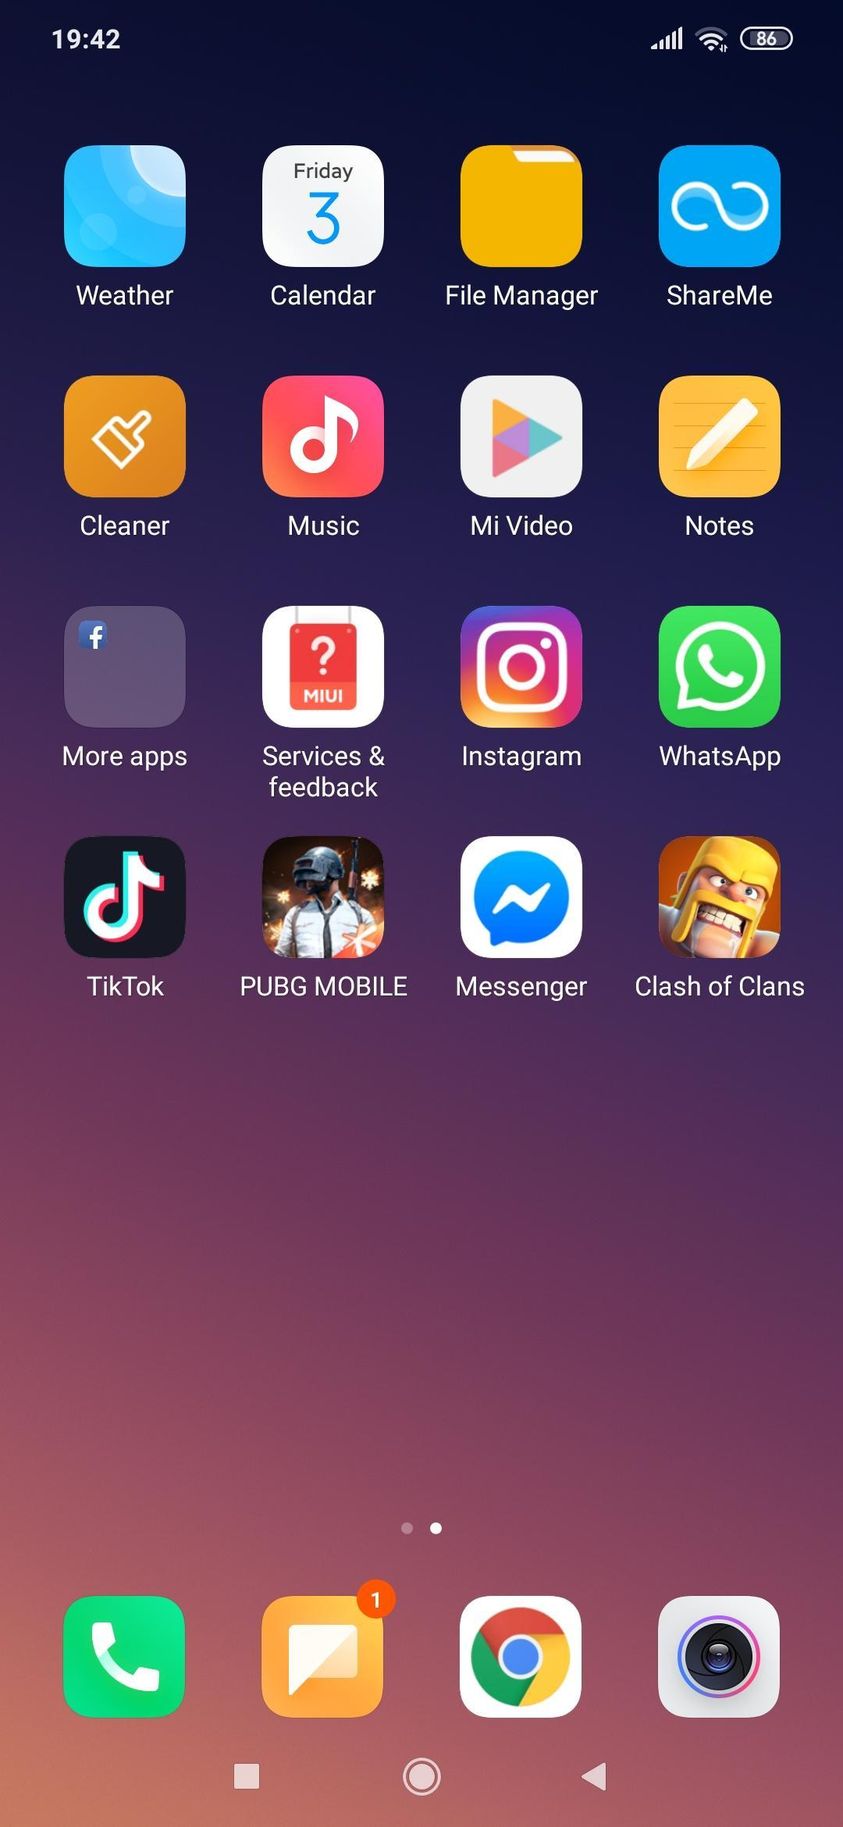 19:42
86
Friday
3
Weather
Calendar
File Manager
ShareMe
Cleaner
Music
Mi Video
Notes
f
?
MIUI
More apps
Services &
feedback
Instagram
WhatsApp
TikTok
PUBG MOBILE
Messenger
Clash of Clans
1